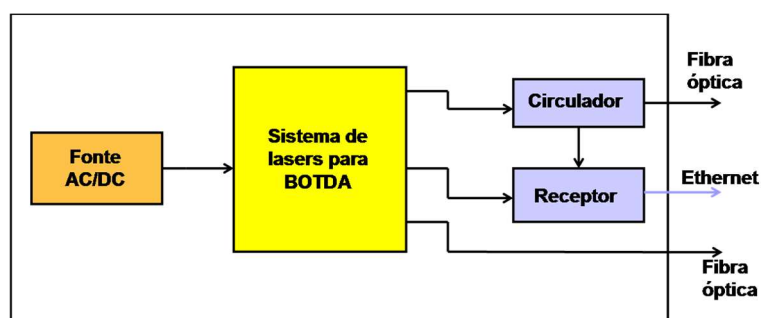 Fonte
AC/DC
Sistema de
lasers para
BOTDA
Circulador
Receptor
Fibra
óptica
Ethernet
Fibra
óptica